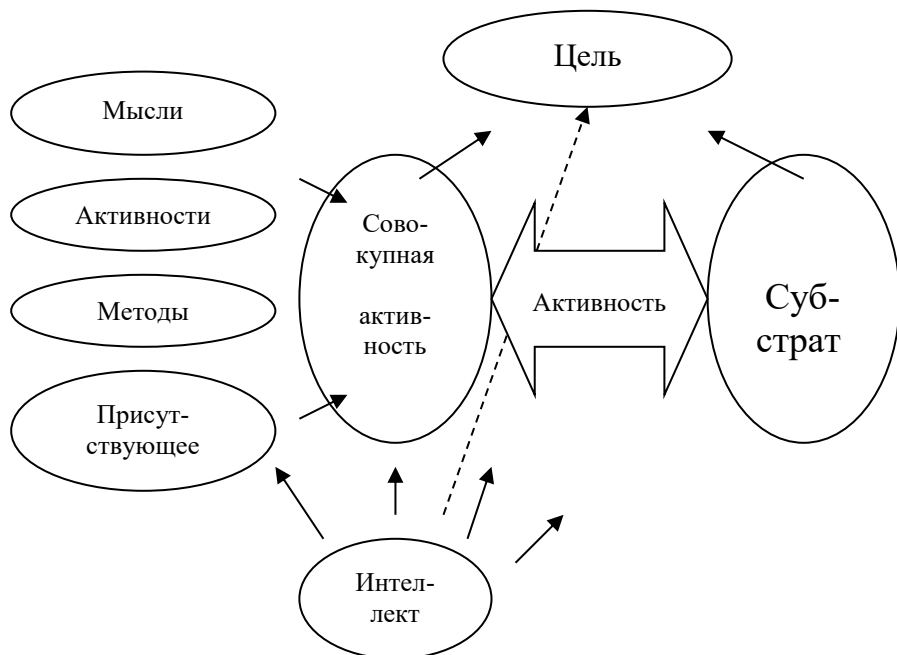 Цель
Мысли
Активности
Методы
Присут-
ствующее
Сово-
купная
актив-
ность
Активность
Суб-
страт
Интел-
лект